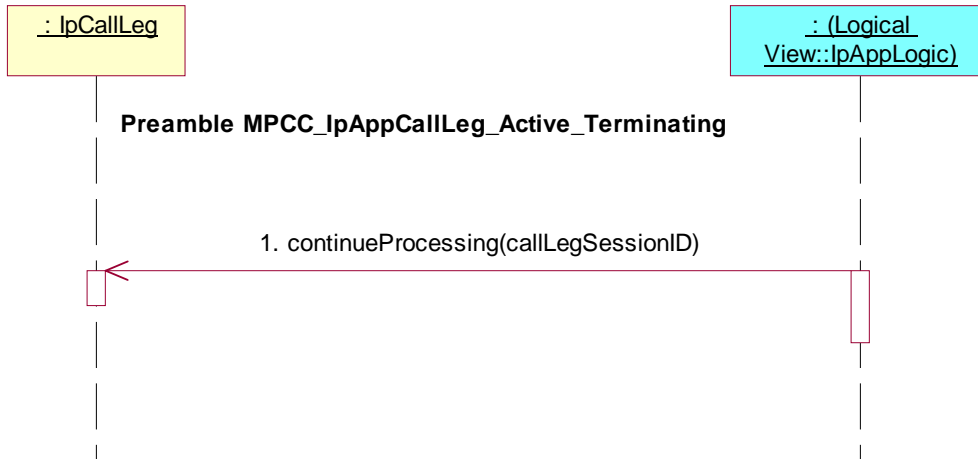 : IpCallLeg
: (Logical
View::IpAppLogic)
Preamble MPCC_IpAppCallLeg_Active_Terminating
1. continueProcessing(callLegSessionID)